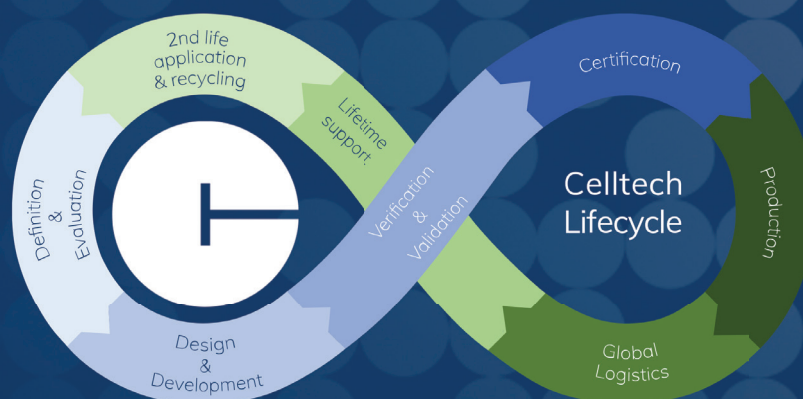 2nd life
application
& recycling
Lifetime
support
Definition
&
Evaluation
Design
&
Development
Verification
&
Validation
Certification
Production
Global
Logistics
Celltech
Lifecycle